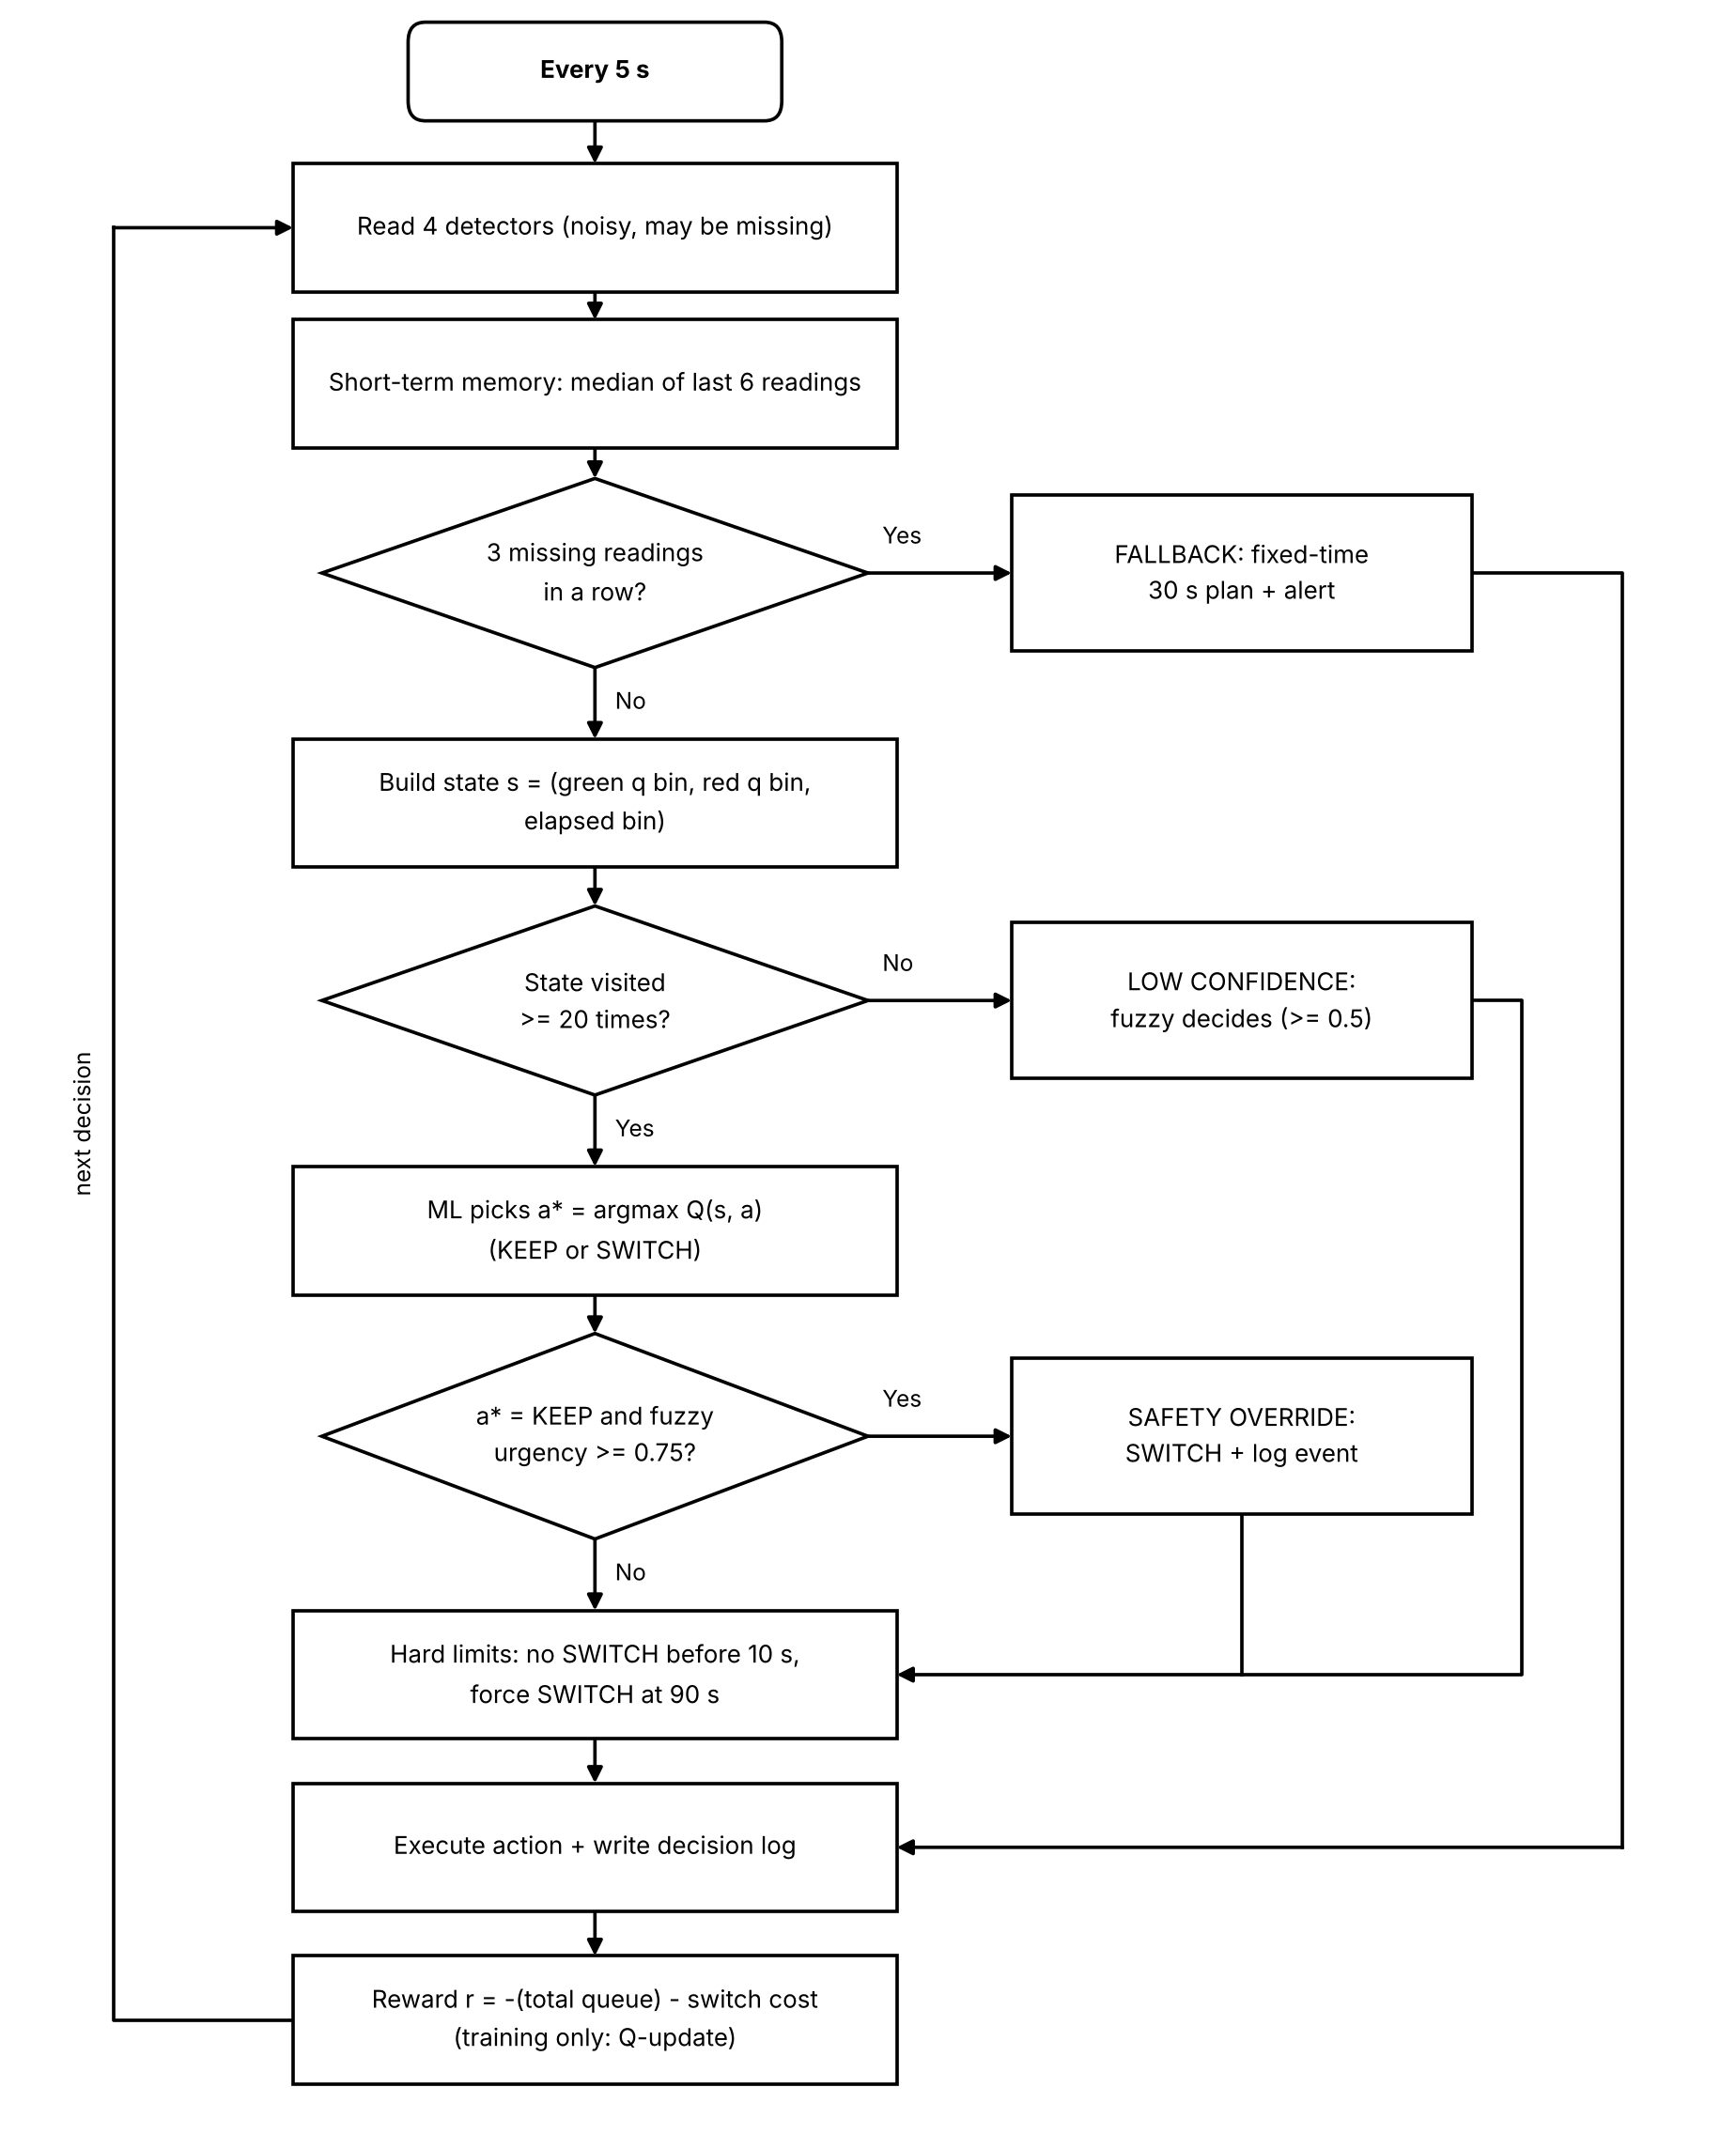 Every 5 s
Read 4 detectors (noisy, may be missing)
Short-term memory: median of last 6 readings
3 missing readings
in a row?
Yes
FALLBACK: fixed-time
30 s plan + alert
No
Build state s = (green q bin, red q bin,
elapsed bin)
State visited
>= 20 times?
No
LOW CONFIDENCE:
fuzzy decides (>= 0.5)
Yes
next decision
ML picks a* = argmax Q(s, a)
(KEEP or SWITCH)
a* = KEEP and fuzzy
urgency >= 0.75?
Yes
SAFETY OVERRIDE:
SWITCH + log event
No
Hard limits: no SWITCH before 10 s,
force SWITCH at 90 s
Execute action + write decision log
Reward r = -(total queue) - switch cost
(training only: Q-update)